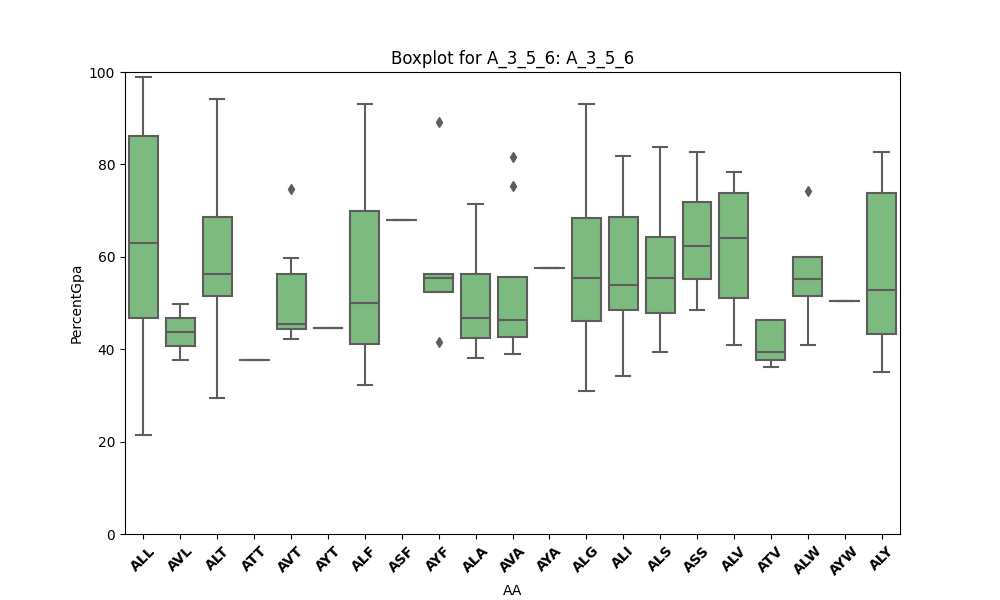 Boxplot for A_3_5_6: A_3_5_6
PercentGpa
100
80
60
40
20
0
ALL AVL ALT ATT AVT AYT ALF ASF AYF ALA AVA AYA ALG ALI ALS ASS ALV ATV ALW AYW ALY
AA